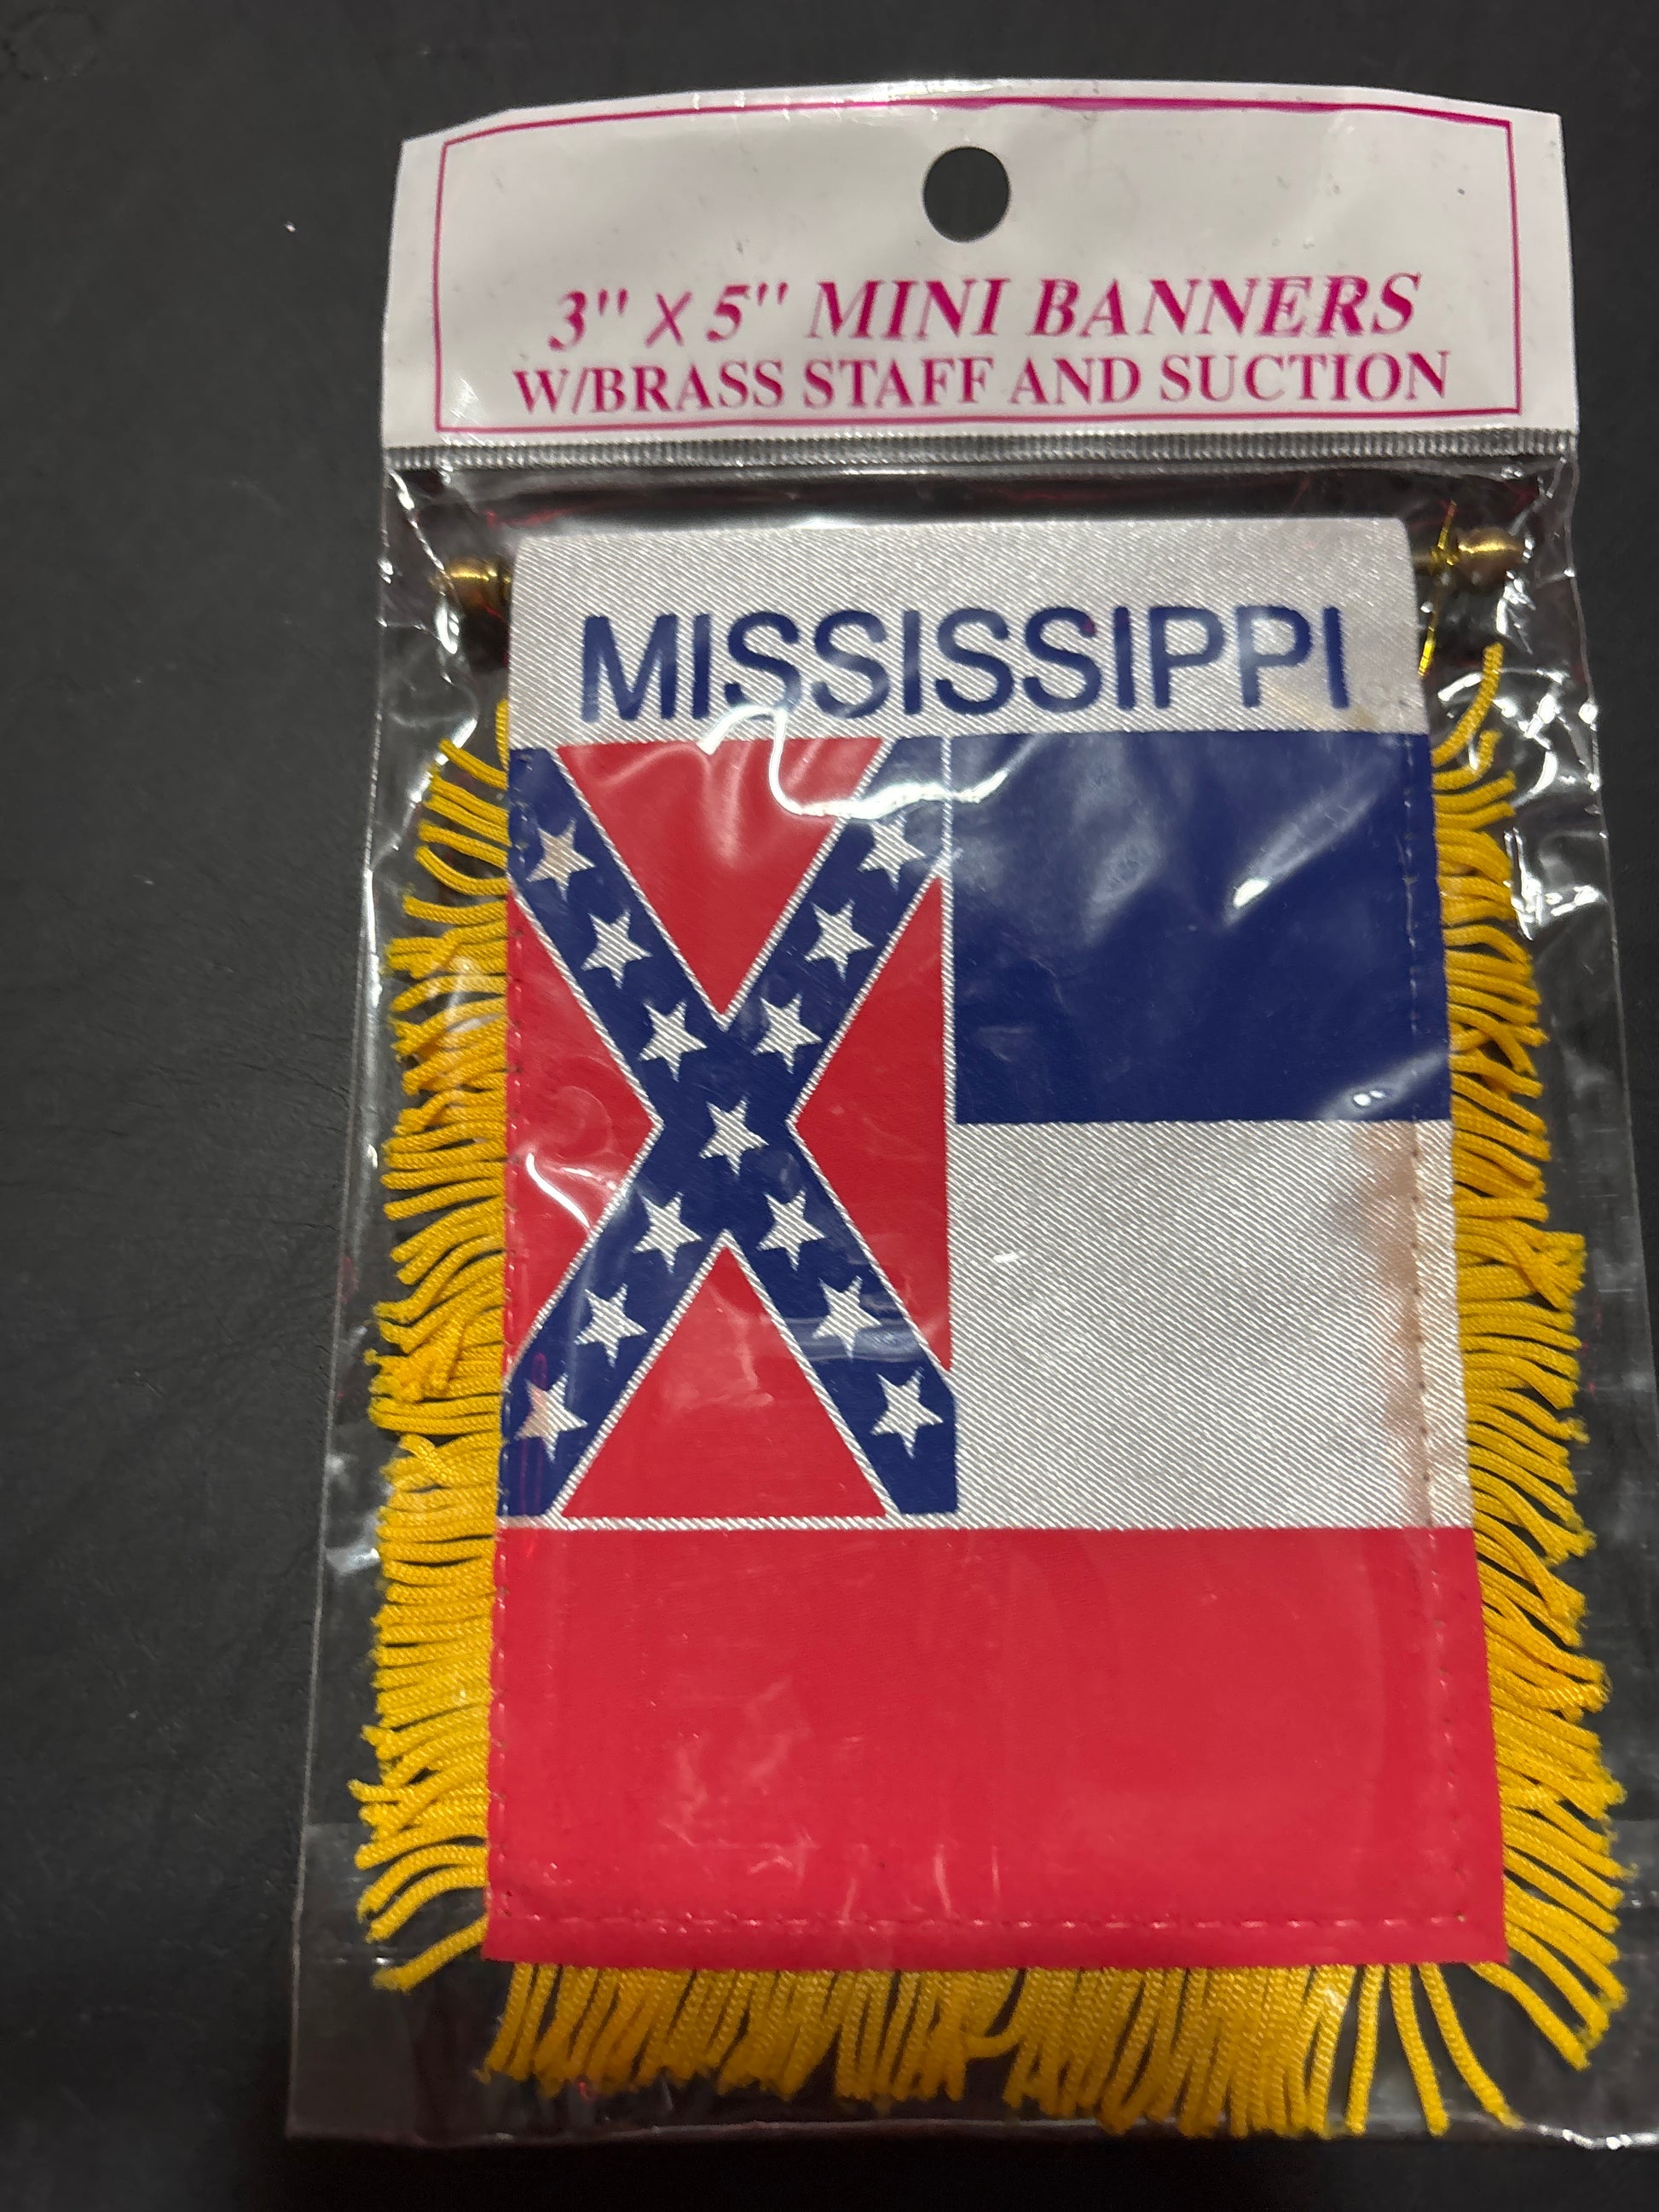 3" X 5" MINI BANNERS
W/BRASS STAFF AND SUCTION
MISSISSIPPI